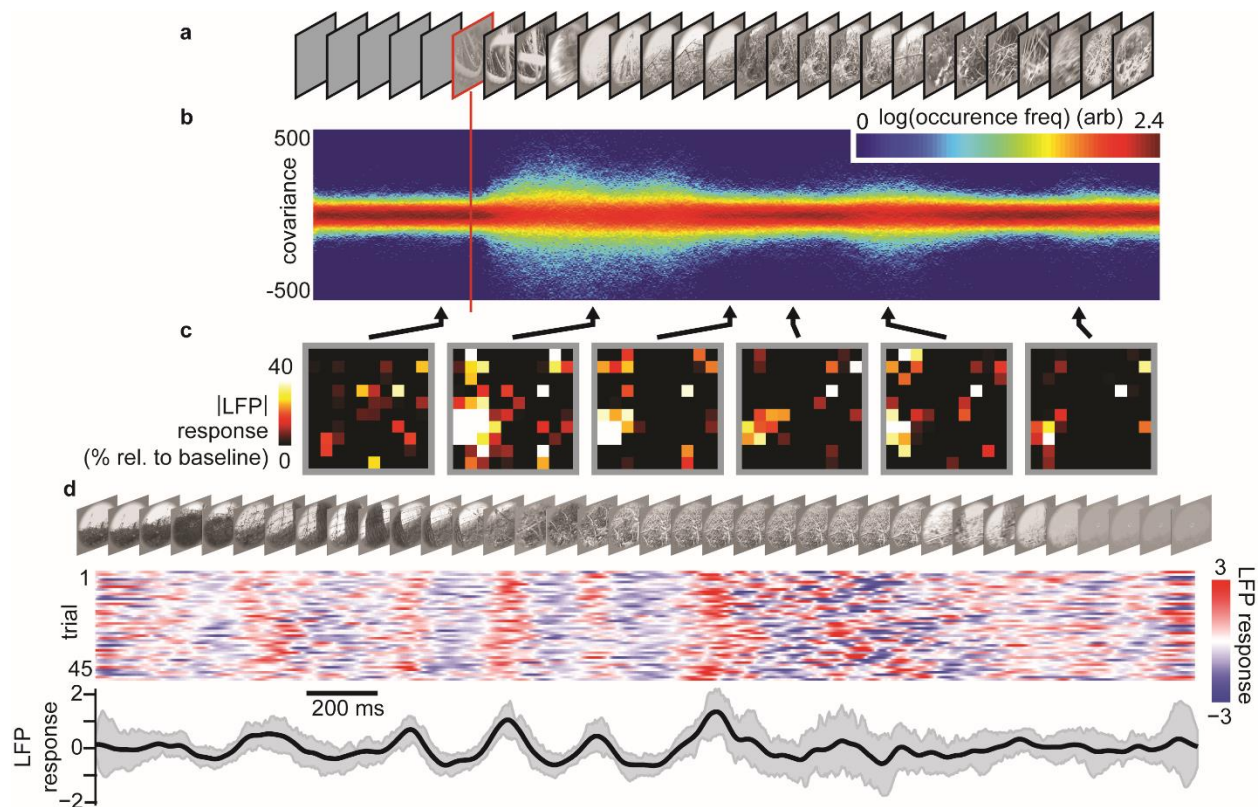 a
b
500
0 log(occurence freq) (arb) 2.4
covariance
-500
c
40
|LFP|
response
(% rel. to baseline)
0
d
1
trial
45
3
LFP response
−3
200 ms
2
0
−2
LFP
response